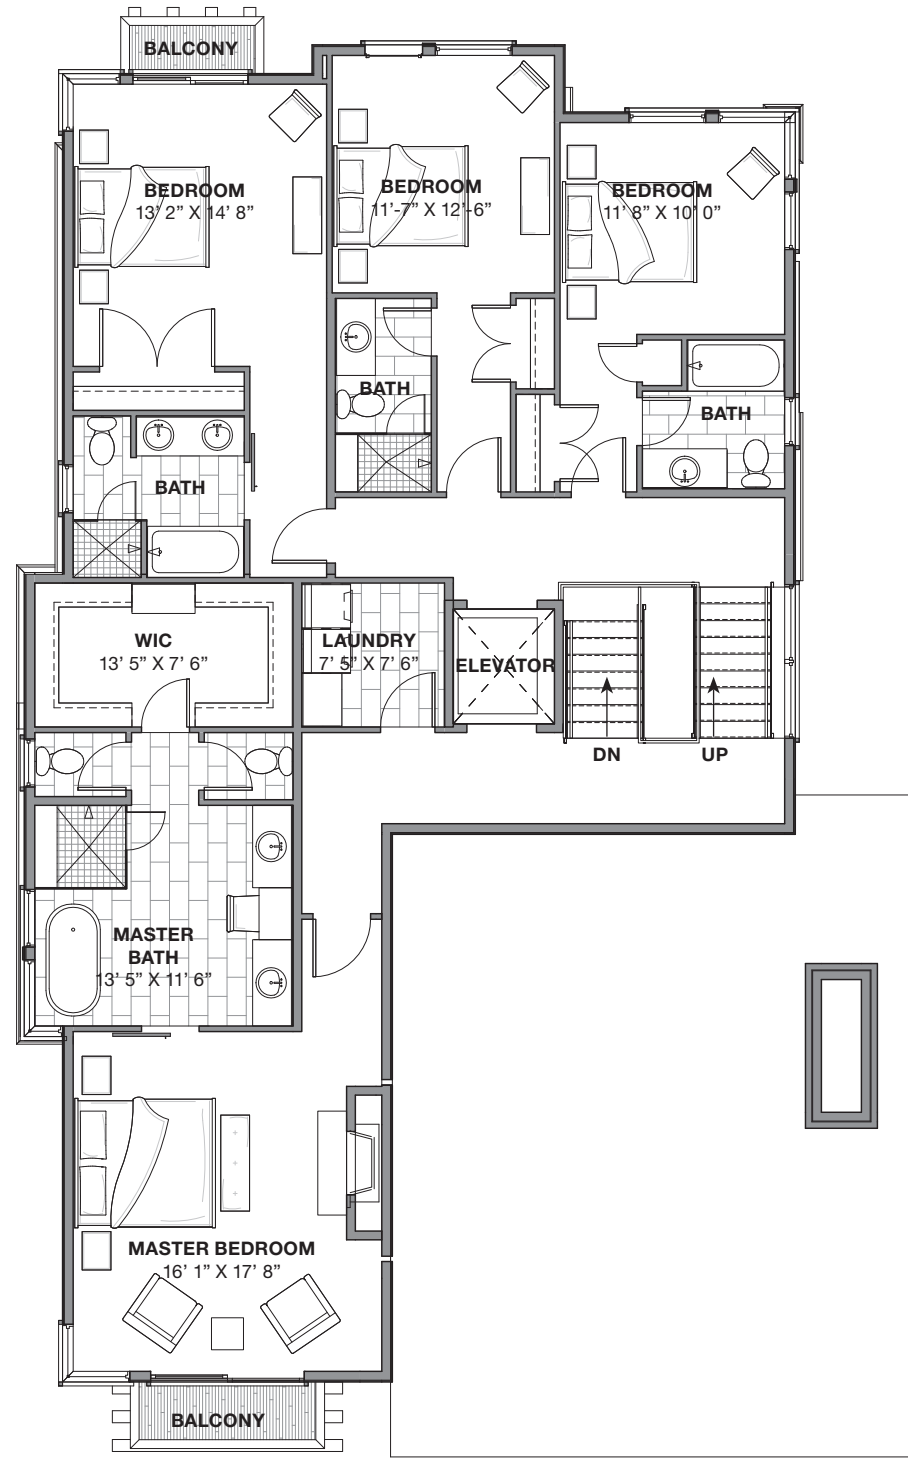 BALCONY
BEDROOM
13’ 2” X 14’ 8”
BEDROOM
11’-7” X 12’-6”
BEDROOM
11’ 8” X 10’ 0”
BATH
BATH
BATH
WIC
13’ 5” X 7’ 6”
LAUNDRY
7’ 5” X 7’ 6”
ELEVATOR
DN
UP
MASTER
BATH
13’ 5” X 11’ 6”
MASTER BEDROOM
16’ 1” X 17’ 8”
BALCONY